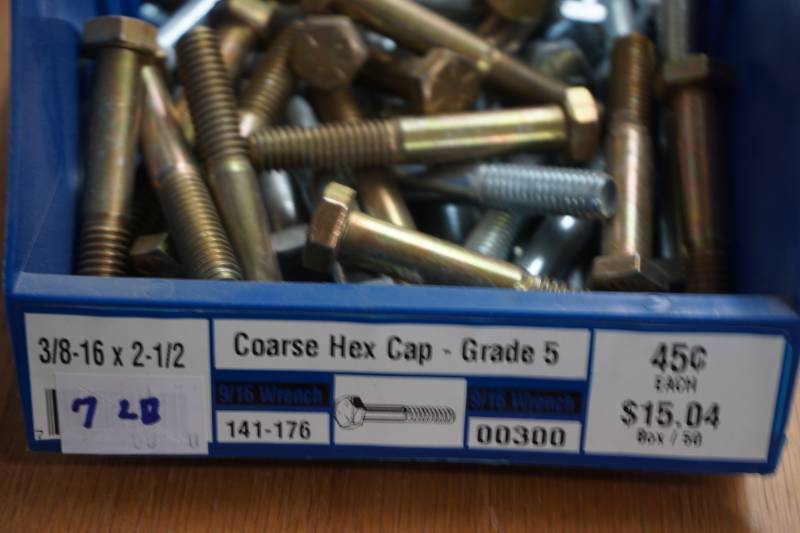 3/8-16 x 2-1/2
7 LB
7
Coarse Hex Cap - Grade 5
9/16 Wrench
9/16 Wrench
141-176
00300
45¢
EACH
$15.04
Box / 50